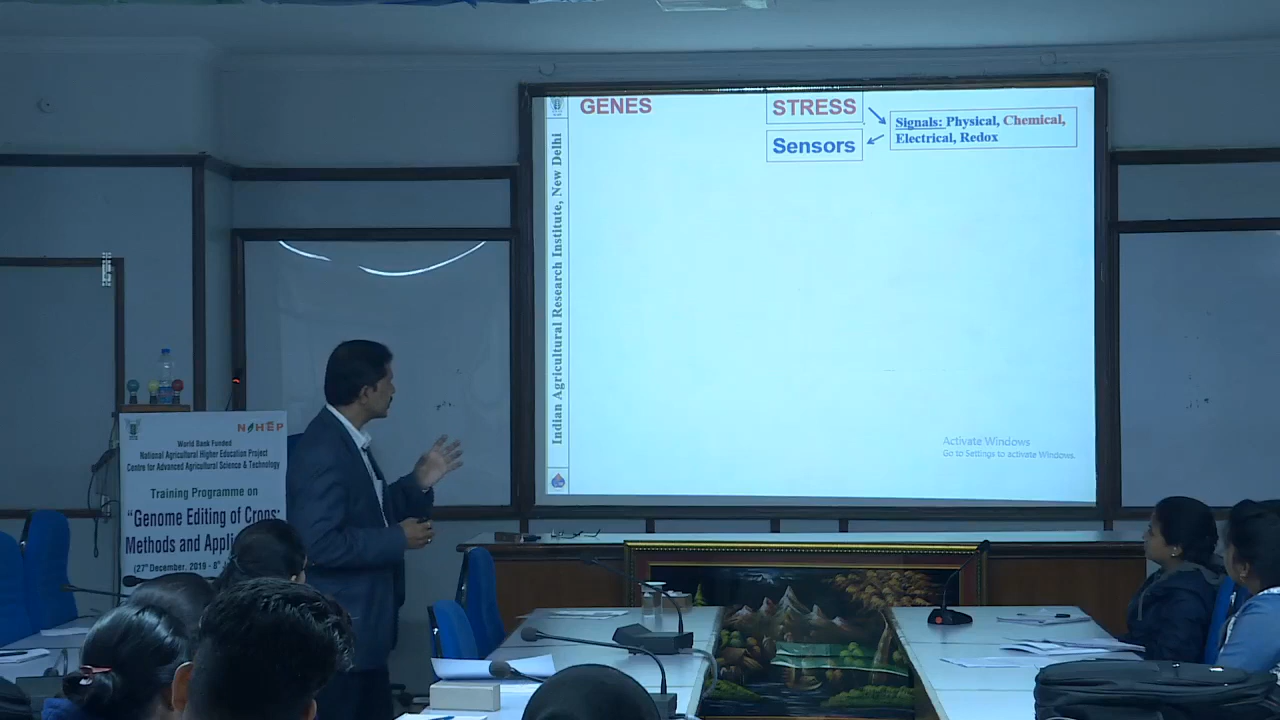 GENES
STRESS
Signals: Physical, Chemical,
Electrical, Redox
Sensors
Indian Agricultural Research Institute, New Delhi
Activate Windows
Go to Settings to activate Windows.
NAHEP
World Bank Funded
National Agricultural Higher Education Project
Centre for Advanced Agricultural Science & Technology
Training Programme on
"Genome Editing of Crops:
Methods and Appli
(27th December, 2019 - 8